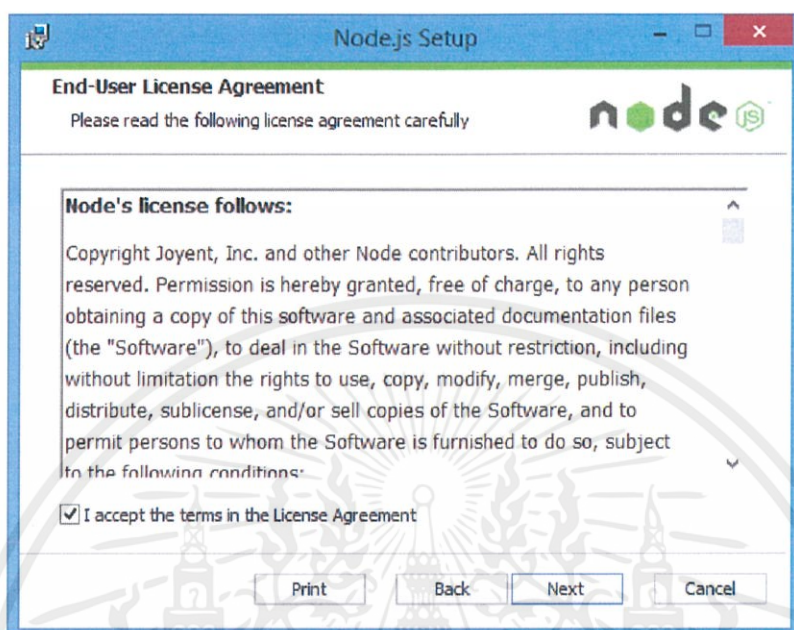 Node.js Setup
End-User License Agreement
Please read the following license agreement carefully
node JS
Node's license follows:
Copyright Joyent, Inc. and other Node contributors. All rights
reserved. Permission is hereby granted, free of charge, to any person
obtaining a copy of this software and associated documentation files
(the "Software"), to deal in the Software without restriction, including
without limitation the rights to use, copy, modify, merge, publish,
distribute, sublicense, and/or sell copies of the Software, and to
permit persons to whom the Software is furnished to do so, subject
to the following conditions:
I accept the terms in the License Agreement
Print Back Next Cancel